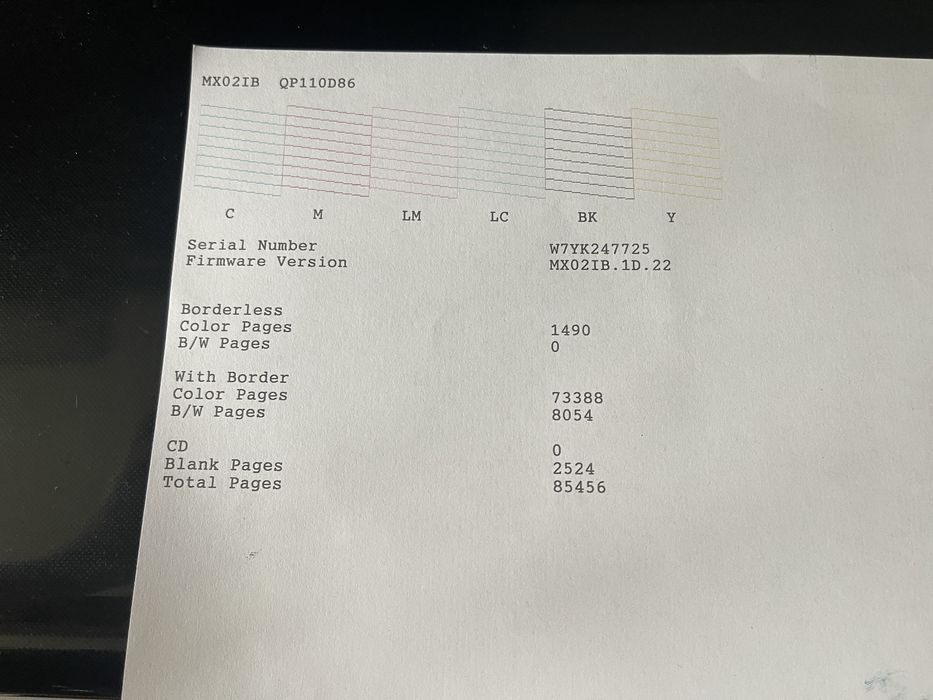 MX02IB QP110D86
C M LM LC BK Y
Serial Number W7YK247725
Firmware Version MX02IB.1D.22
Borderless
Color Pages 1490
B/W Pages 0
With Border
Color Pages 73388
B/W Pages 8054
CD 0
Blank Pages 2524
Total Pages 85456